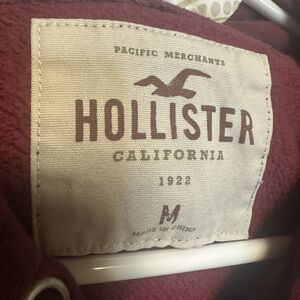 PACIFIC MERCHANTS
HOLLISTER
CALIFORNIA
1922
M
MADE IN CHINA